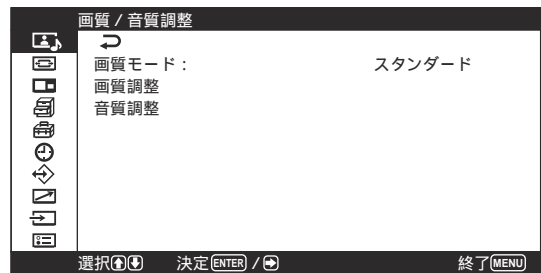 画質 / 音質調整
画質モード： スタンダード
画質調整
音質調整
選択 決定 ENTER / 終了 MENU